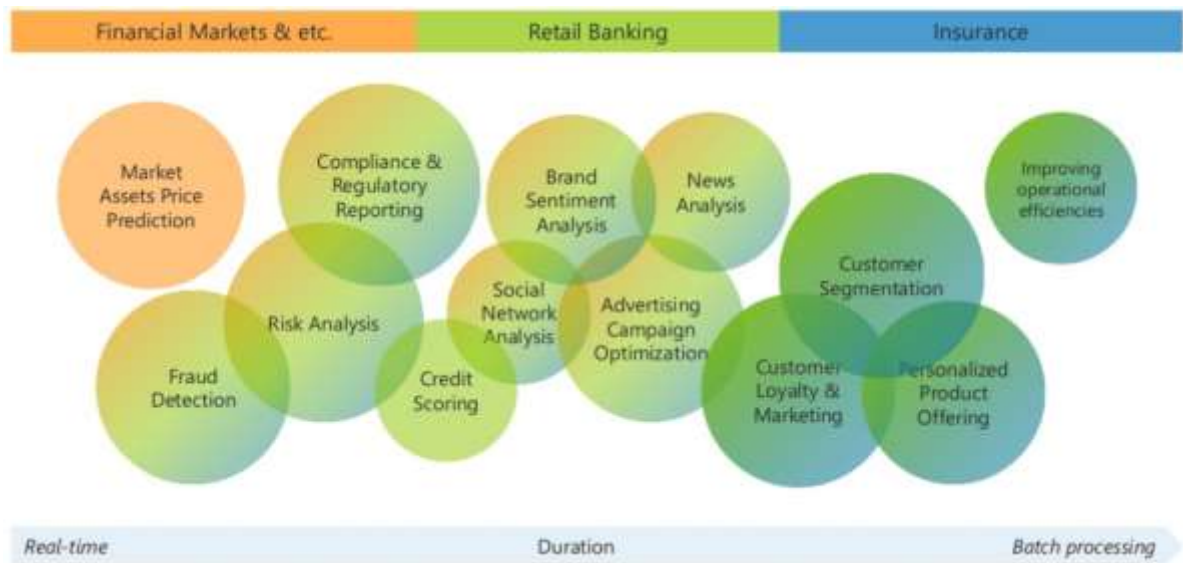 Financial Markets & etc.
Retail Banking
Insurance
Market
Assets Price
Prediction
Compliance &
Regulatory
Reporting
Brand
Sentiment
Analysis
News
Analysis
Improving
operational
efficiencies
Customer
Segmentation
Risk Analysis
Social
Network
Analysis
Advertising
Campaign
Optimization
Fraud
Detection
Credit
Scoring
Customer
Loyalty &
Marketing
Personalized
Product
Offering
Real-time
Duration
Batch processing